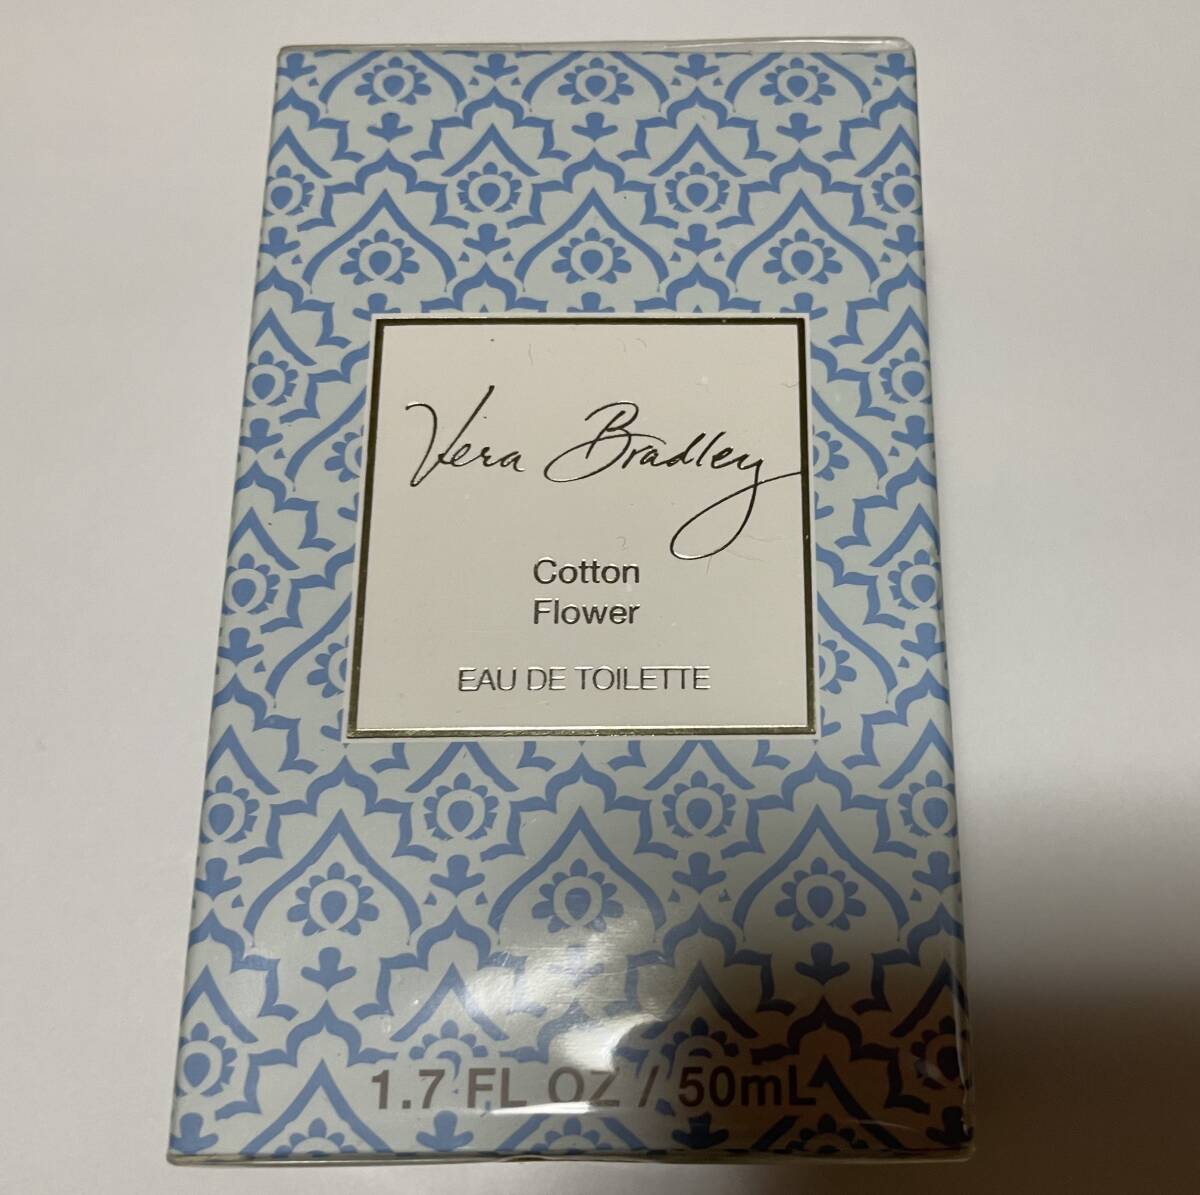 Vera Bradley
Cotton
Flower
EAU DE TOILETTE
1.7 FL OZ / 50mL